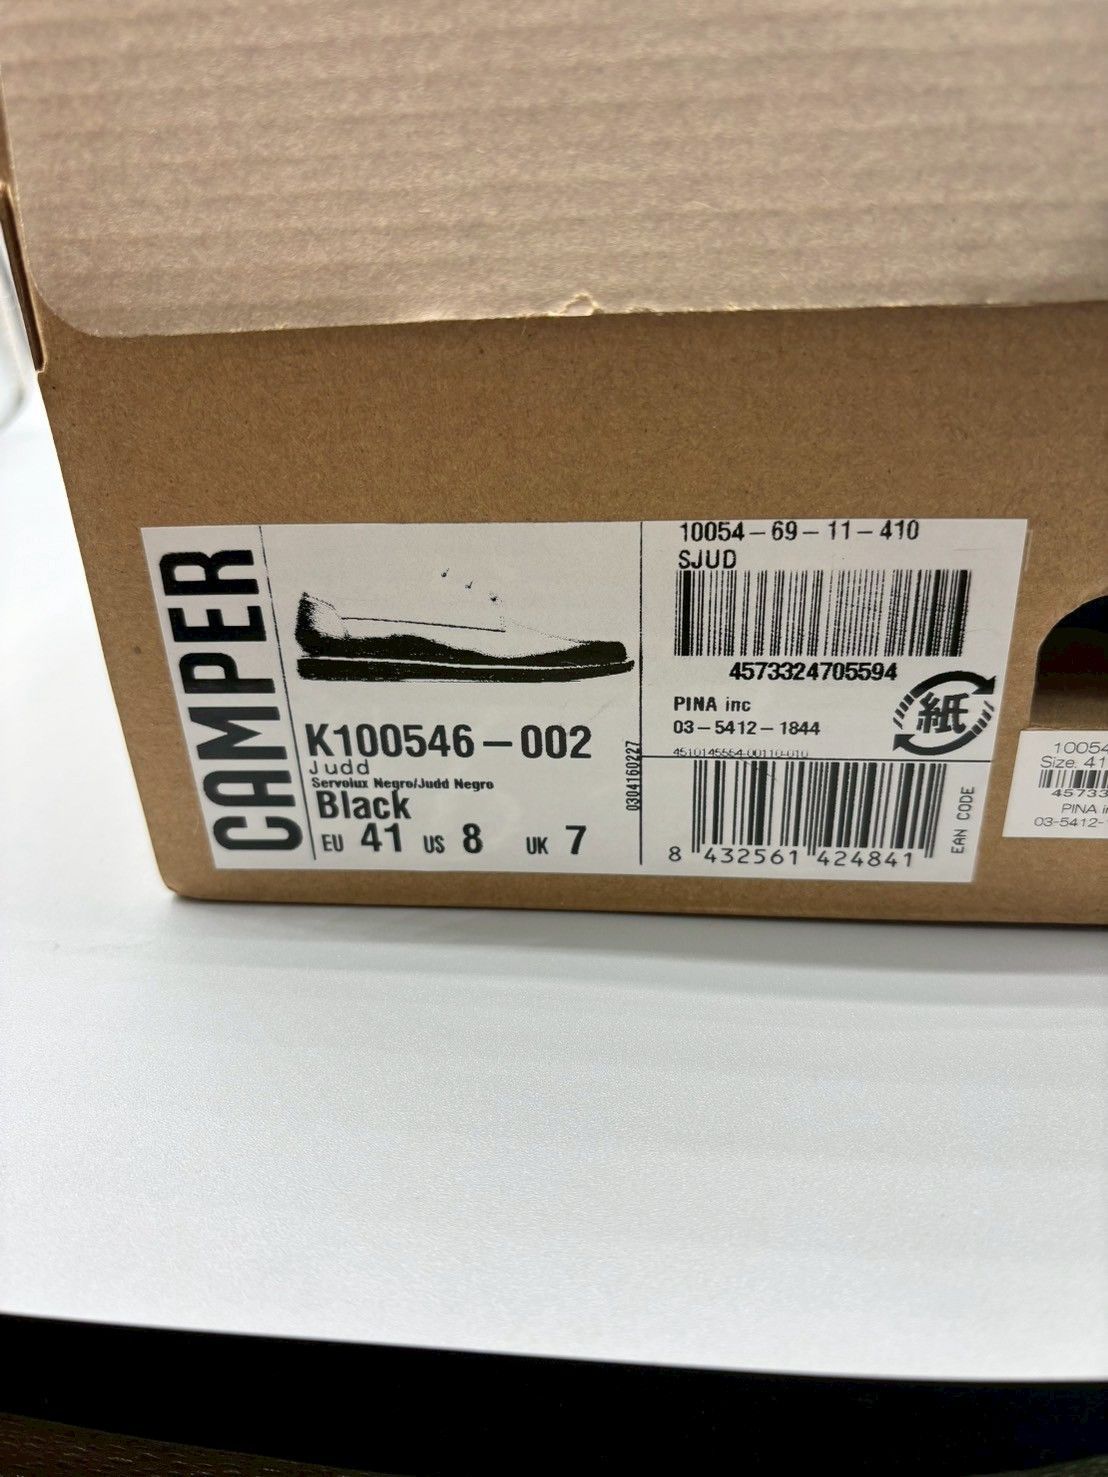 CAMPER
K100546-002
Judd
Servolux Negro/Judd Negro
Black
EU 41 US 8 UK 7
0304160227
10054-69-11-410
SJUD
4573324705594
PINA inc
03-5412-1844
紙
8 432561 424841
EAN CODE
10054
Size. 41
45733
PINA i
03-5412-